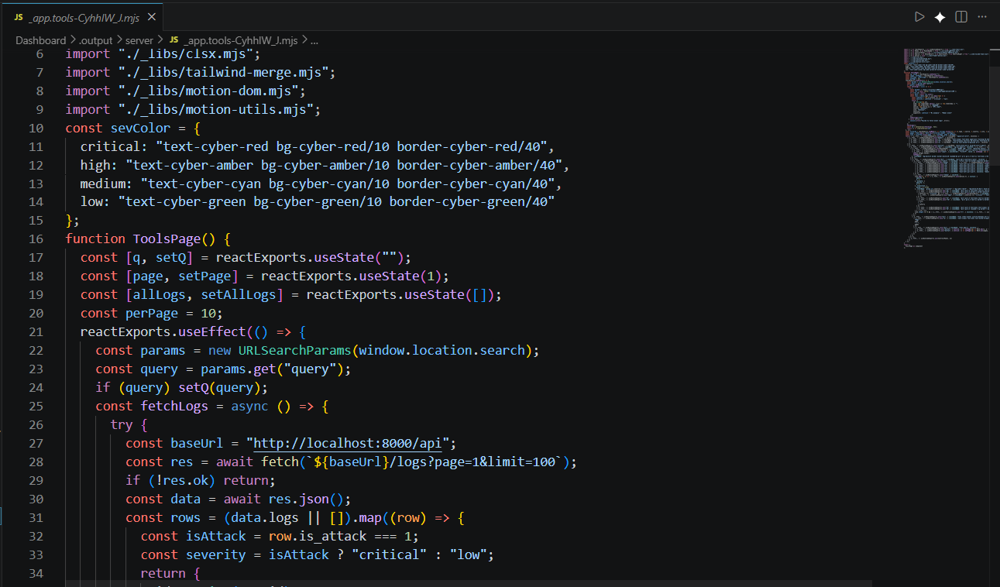 JS _app.tools-CyhhIW_J.mjs
Dashboard > .output > server > JS _app.tools-CyhhIW_J.mjs > ...
6 import "./_libs/clsx.mjs";
7 import "./_libs/tailwind-merge.mjs";
8 import "./_libs/motion-dom.mjs";
9 import "./_libs/motion-utils.mjs";
10 const sevColor = {
11 critical: "text-cyber-red bg-cyber-red/10 border-cyber-red/40",
12 high: "text-cyber-amber bg-cyber-amber/10 border-cyber-amber/40",
13 medium: "text-cyber-cyan bg-cyber-cyan/10 border-cyber-cyan/40",
14 low: "text-cyber-green bg-cyber-green/10 border-cyber-green/40"
15 };
16 function ToolsPage() {
17 const [q, setQ] = reactExports.useState("");
18 const [page, setPage] = reactExports.useState(1);
19 const [allLogs, setAllLogs] = reactExports.useState([]);
20 const perPage = 10;
21 reactExports.useEffect(() => {
22 const params = new URLSearchParams(window.location.search);
23 const query = params.get("query");
24 if (query) setQ(query);
25 const fetchLogs = async () => {
26 try {
27 const baseUrl = "http://localhost:8000/api";
28 const res = await fetch(`${baseUrl}/logs?page=1&limit=100`);
29 if (!res.ok) return;
30 const data = await res.json();
31 const rows = (data.logs || []).map((row) => {
32 const isAttack = row.is_attack === 1;
33 const severity = isAttack ? "critical" : "low";
34 return {